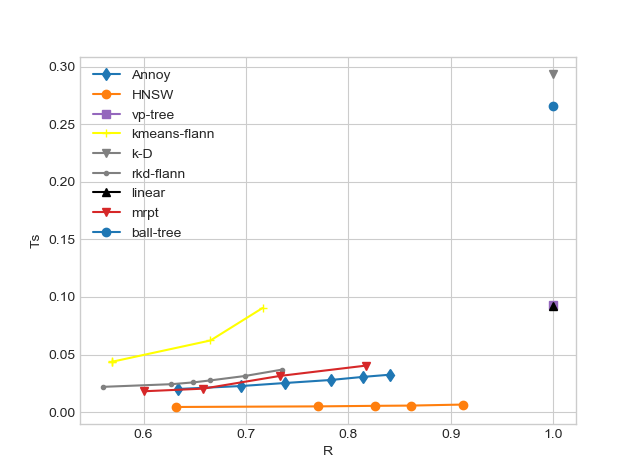 0.30
0.25
0.20
0.15
0.10
0.05
0.00
Ts
Annoy
HNSW
vp-tree
kmeans-flann
k-D
rkd-flann
linear
mrpt
ball-tree
0.6 0.7 0.8 0.9 1.0
R